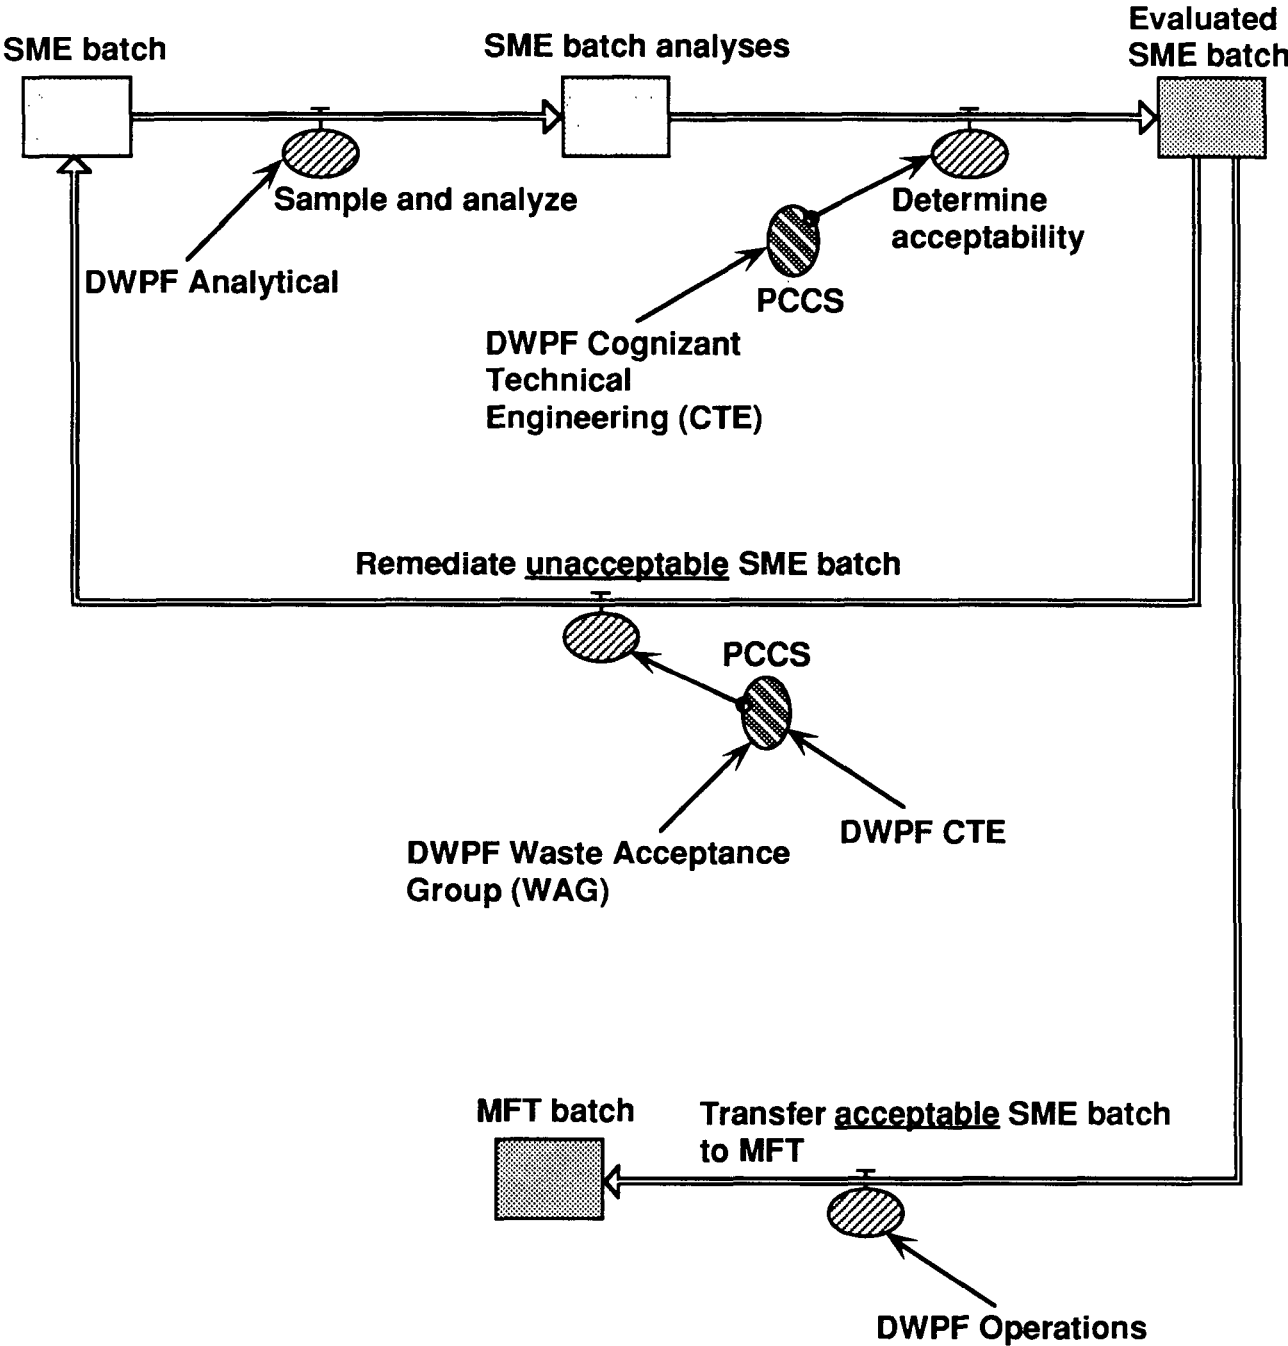 SME batch
SME batch analyses
Evaluated
SME batch
Sample and analyze
Determine
acceptability
DWPF Analytical
PCCS
DWPF Cognizant
Technical
Engineering (CTE)
Remediate unacceptable SME batch
PCCS
DWPF CTE
DWPF Waste Acceptance
Group (WAG)
MFT batch
Transfer acceptable SME batch
to MFT
DWPF Operations